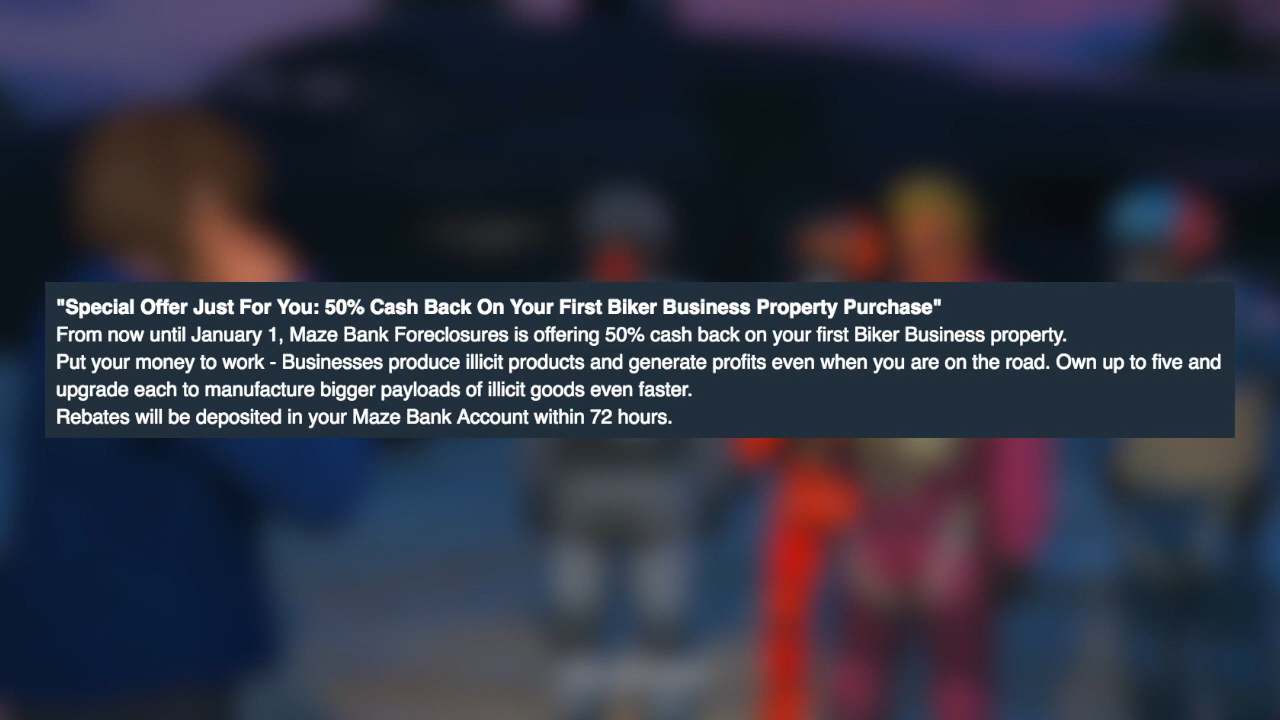 "Special Offer Just For You: 50% Cash Back On Your First Biker Business Property Purchase"
From now until January 1, Maze Bank Foreclosures is offering 50% cash back on your first Biker Business property.
Put your money to work - Businesses produce illicit products and generate profits even when you are on the road. Own up to five and
upgrade each to manufacture bigger payloads of illicit goods even faster.
Rebates will be deposited in your Maze Bank Account within 72 hours.